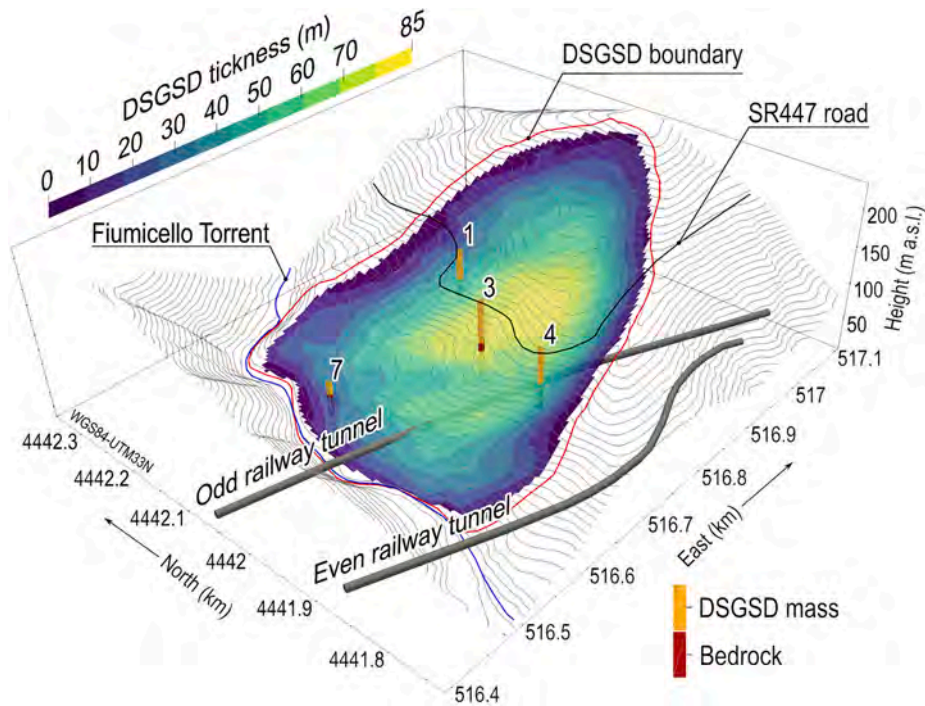 DSGSD tickness (m)
0 10 20 30 40 50 60 70 85
DSGSD boundary
SR447 road
Fiumicello Torrent
1
3
4
7
200
150
100
50
Height (m a.s.l.)
Odd railway tunnel
Even railway tunnel
WGS84-UTM33N
4442.3
4442.2
4442.1
4442
4441.9
4441.8
North (km)
517.1
517
516.9
516.8
516.7
516.6
516.5
516.4
East (km)
DSGSD mass
Bedrock